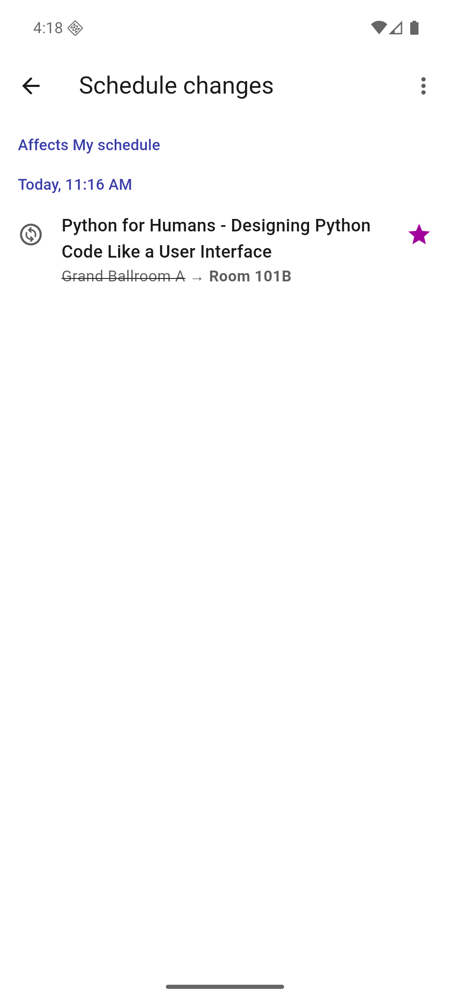 4:18
Schedule changes
Affects My schedule
Today, 11:16 AM
Python for Humans - Designing Python
Code Like a User Interface
Grand Ballroom A → Room 101B